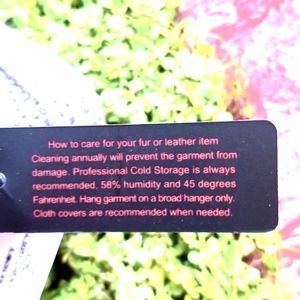 How to care for your fur or leather item
Cleaning annually will prevent the garment from
damage. Professional Cold Storage is always
recommended, 58% humidity and 45 degrees
Fahrenheit. Hang garment on a broad hanger only.
Cloth covers are recommended when needed.